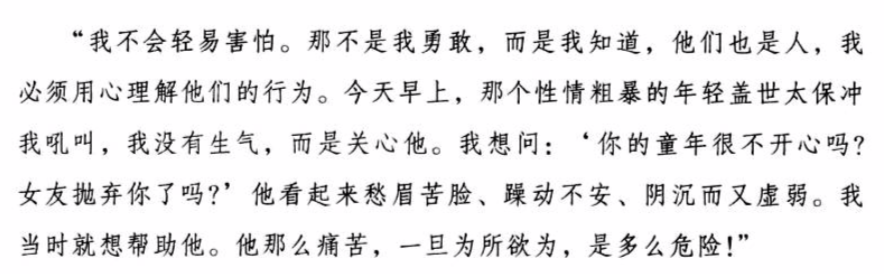 “我不会轻易害怕。那不是我勇敢，而是我知道，他们也是人，我
必须用心理解他们的行为。今天早上，那个性情粗暴的年轻盖世太保冲
我吼叫，我没有生气，而是关心他。我想问：‘你的童年很不开心吗？
女友抛弃你了吗？’他看起来愁眉苦脸、躁动不安、阴沉而又虚弱。我
当时就想帮助他。他那么痛苦，一旦为所欲为，是多么危险！”